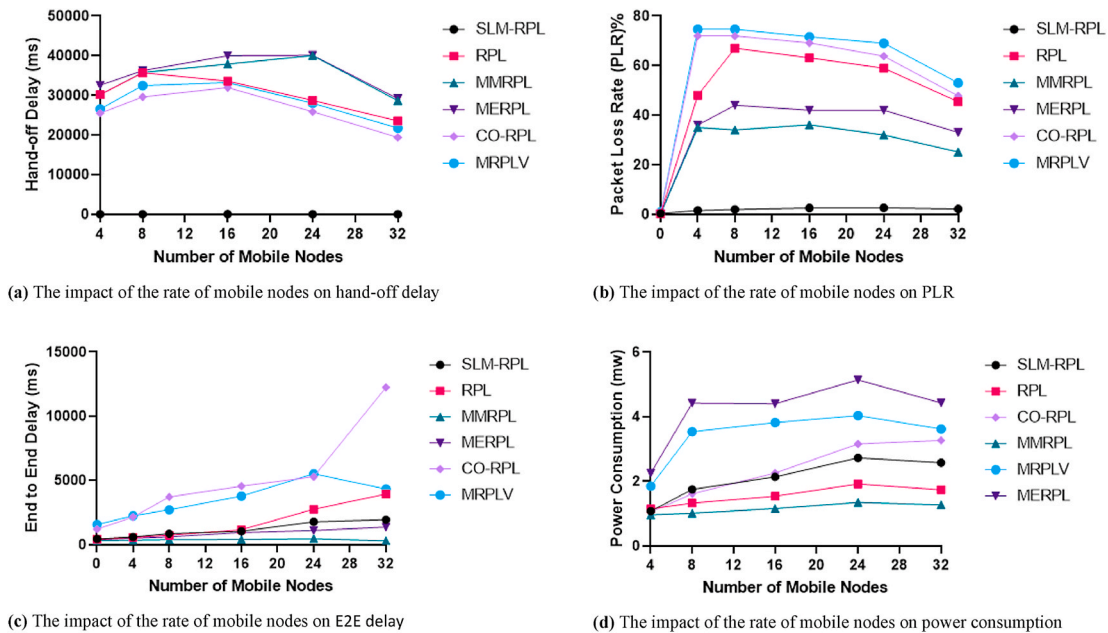 50000
40000
30000
20000
10000
0
Hand-off Delay (ms)
4 8 12 16 20 24 28 32
Number of Mobile Nodes
SLM-RPL
RPL
MMRPL
MERPL
CO-RPL
MRPLV
(a) The impact of the rate of mobile nodes on hand-off delay
80
60
40
20
0
Packet Loss Rate (PLR)%
0 4 8 12 16 20 24 28 32
Number of Mobile Nodes
SLM-RPL
RPL
MMRPL
MERPL
CO-RPL
MRPLV
(b) The impact of the rate of mobile nodes on PLR
15000
10000
5000
0
End to End Delay (ms)
0 4 8 12 16 20 24 28 32
Number of Mobile Nodes
SLM-RPL
RPL
MMRPL
MERPL
CO-RPL
MRPLV
(c) The impact of the rate of mobile nodes on E2E delay
6
4
2
0
Power Consumption (mw)
4 8 12 16 20 24 28 32
Number of Mobile Nodes
SLM-RPL
RPL
CO-RPL
MMRPL
MRPLV
MERPL
(d) The impact of the rate of mobile nodes on power consumption